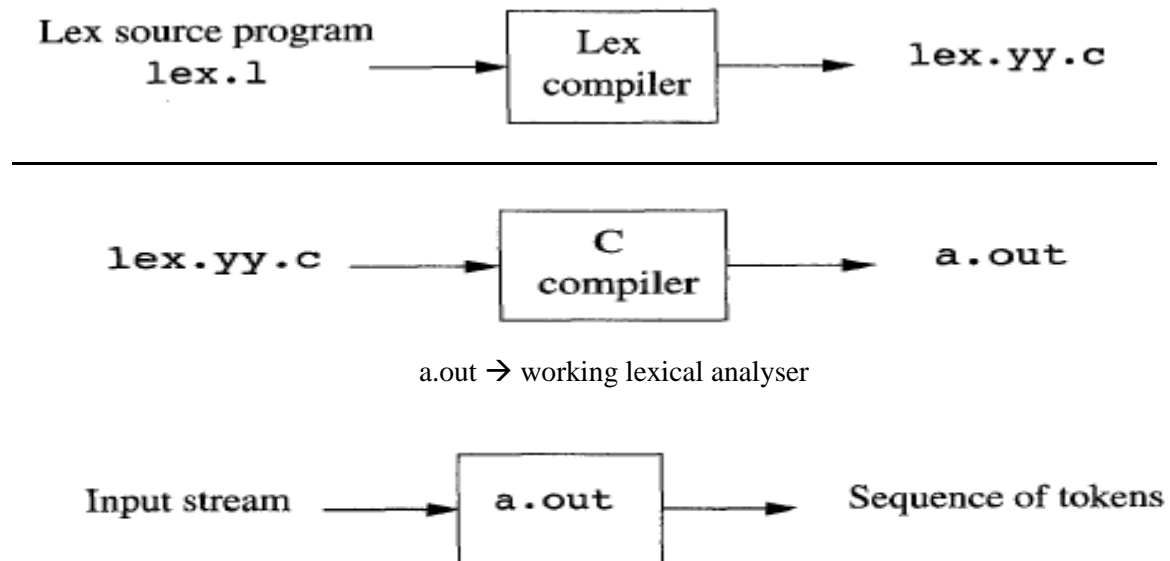 Lex source program
lex.l
Lex
compiler
lex.yy.c
lex.yy.c
C
compiler
a.out
a.out → working lexical analyser
Input stream
a.out
Sequence of tokens